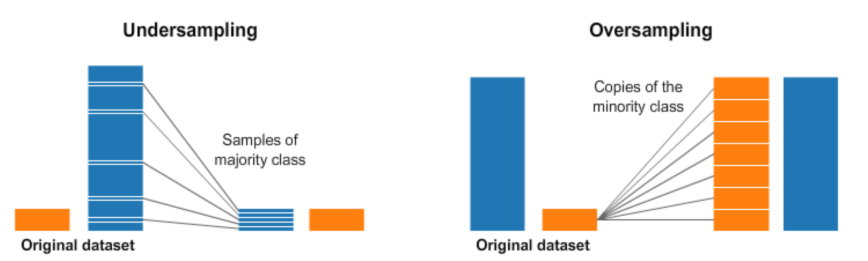 Undersampling
Samples of
majority class
Original dataset
Oversampling
Copies of the
minority class
Original dataset